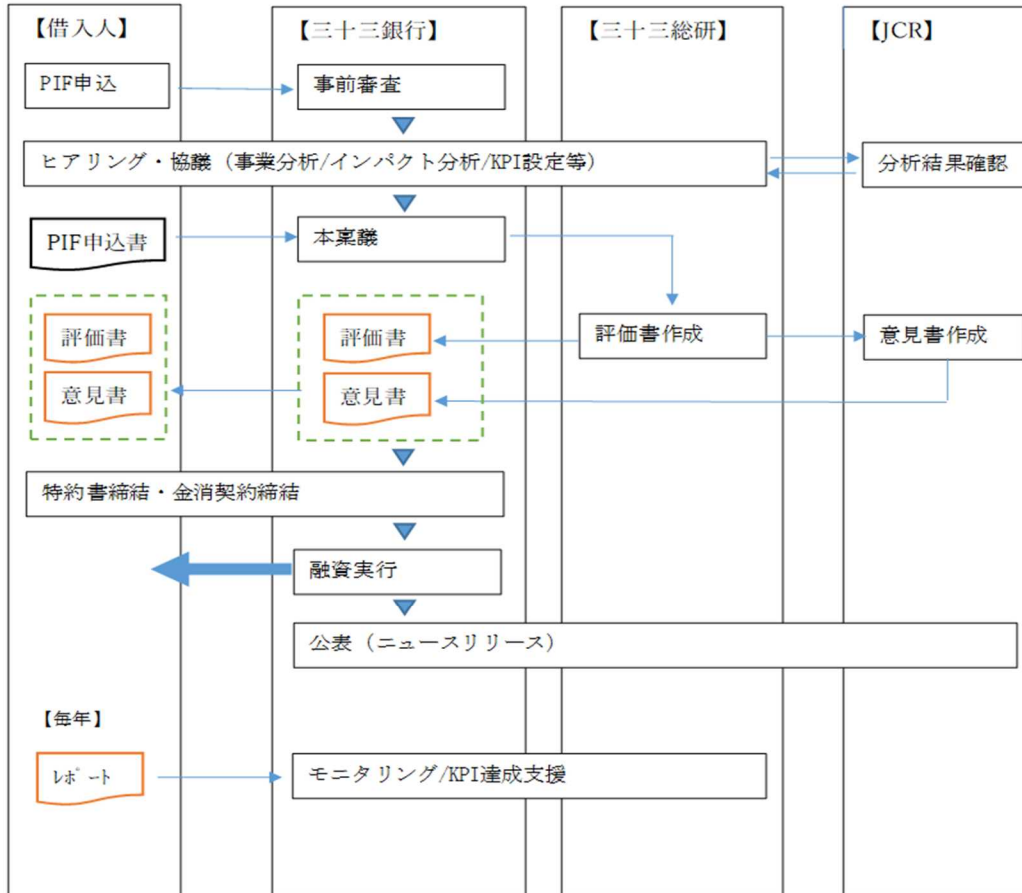 【借入人】
【三十三銀行】
【三十三総研】
【JCR】
PIF申込
事前審査
ヒアリング・協議（事業分析/インパクト分析/KPI設定等）
分析結果確認
PIF申込書
本稟議
評価書
評価書
評価書作成
意見書作成
意見書
意見書
特約書締結・金消契約締結
融資実行
公表（ニュースリリース）
【毎年】
ﾚﾎﾟｰﾄ
モニタリング/KPI達成支援